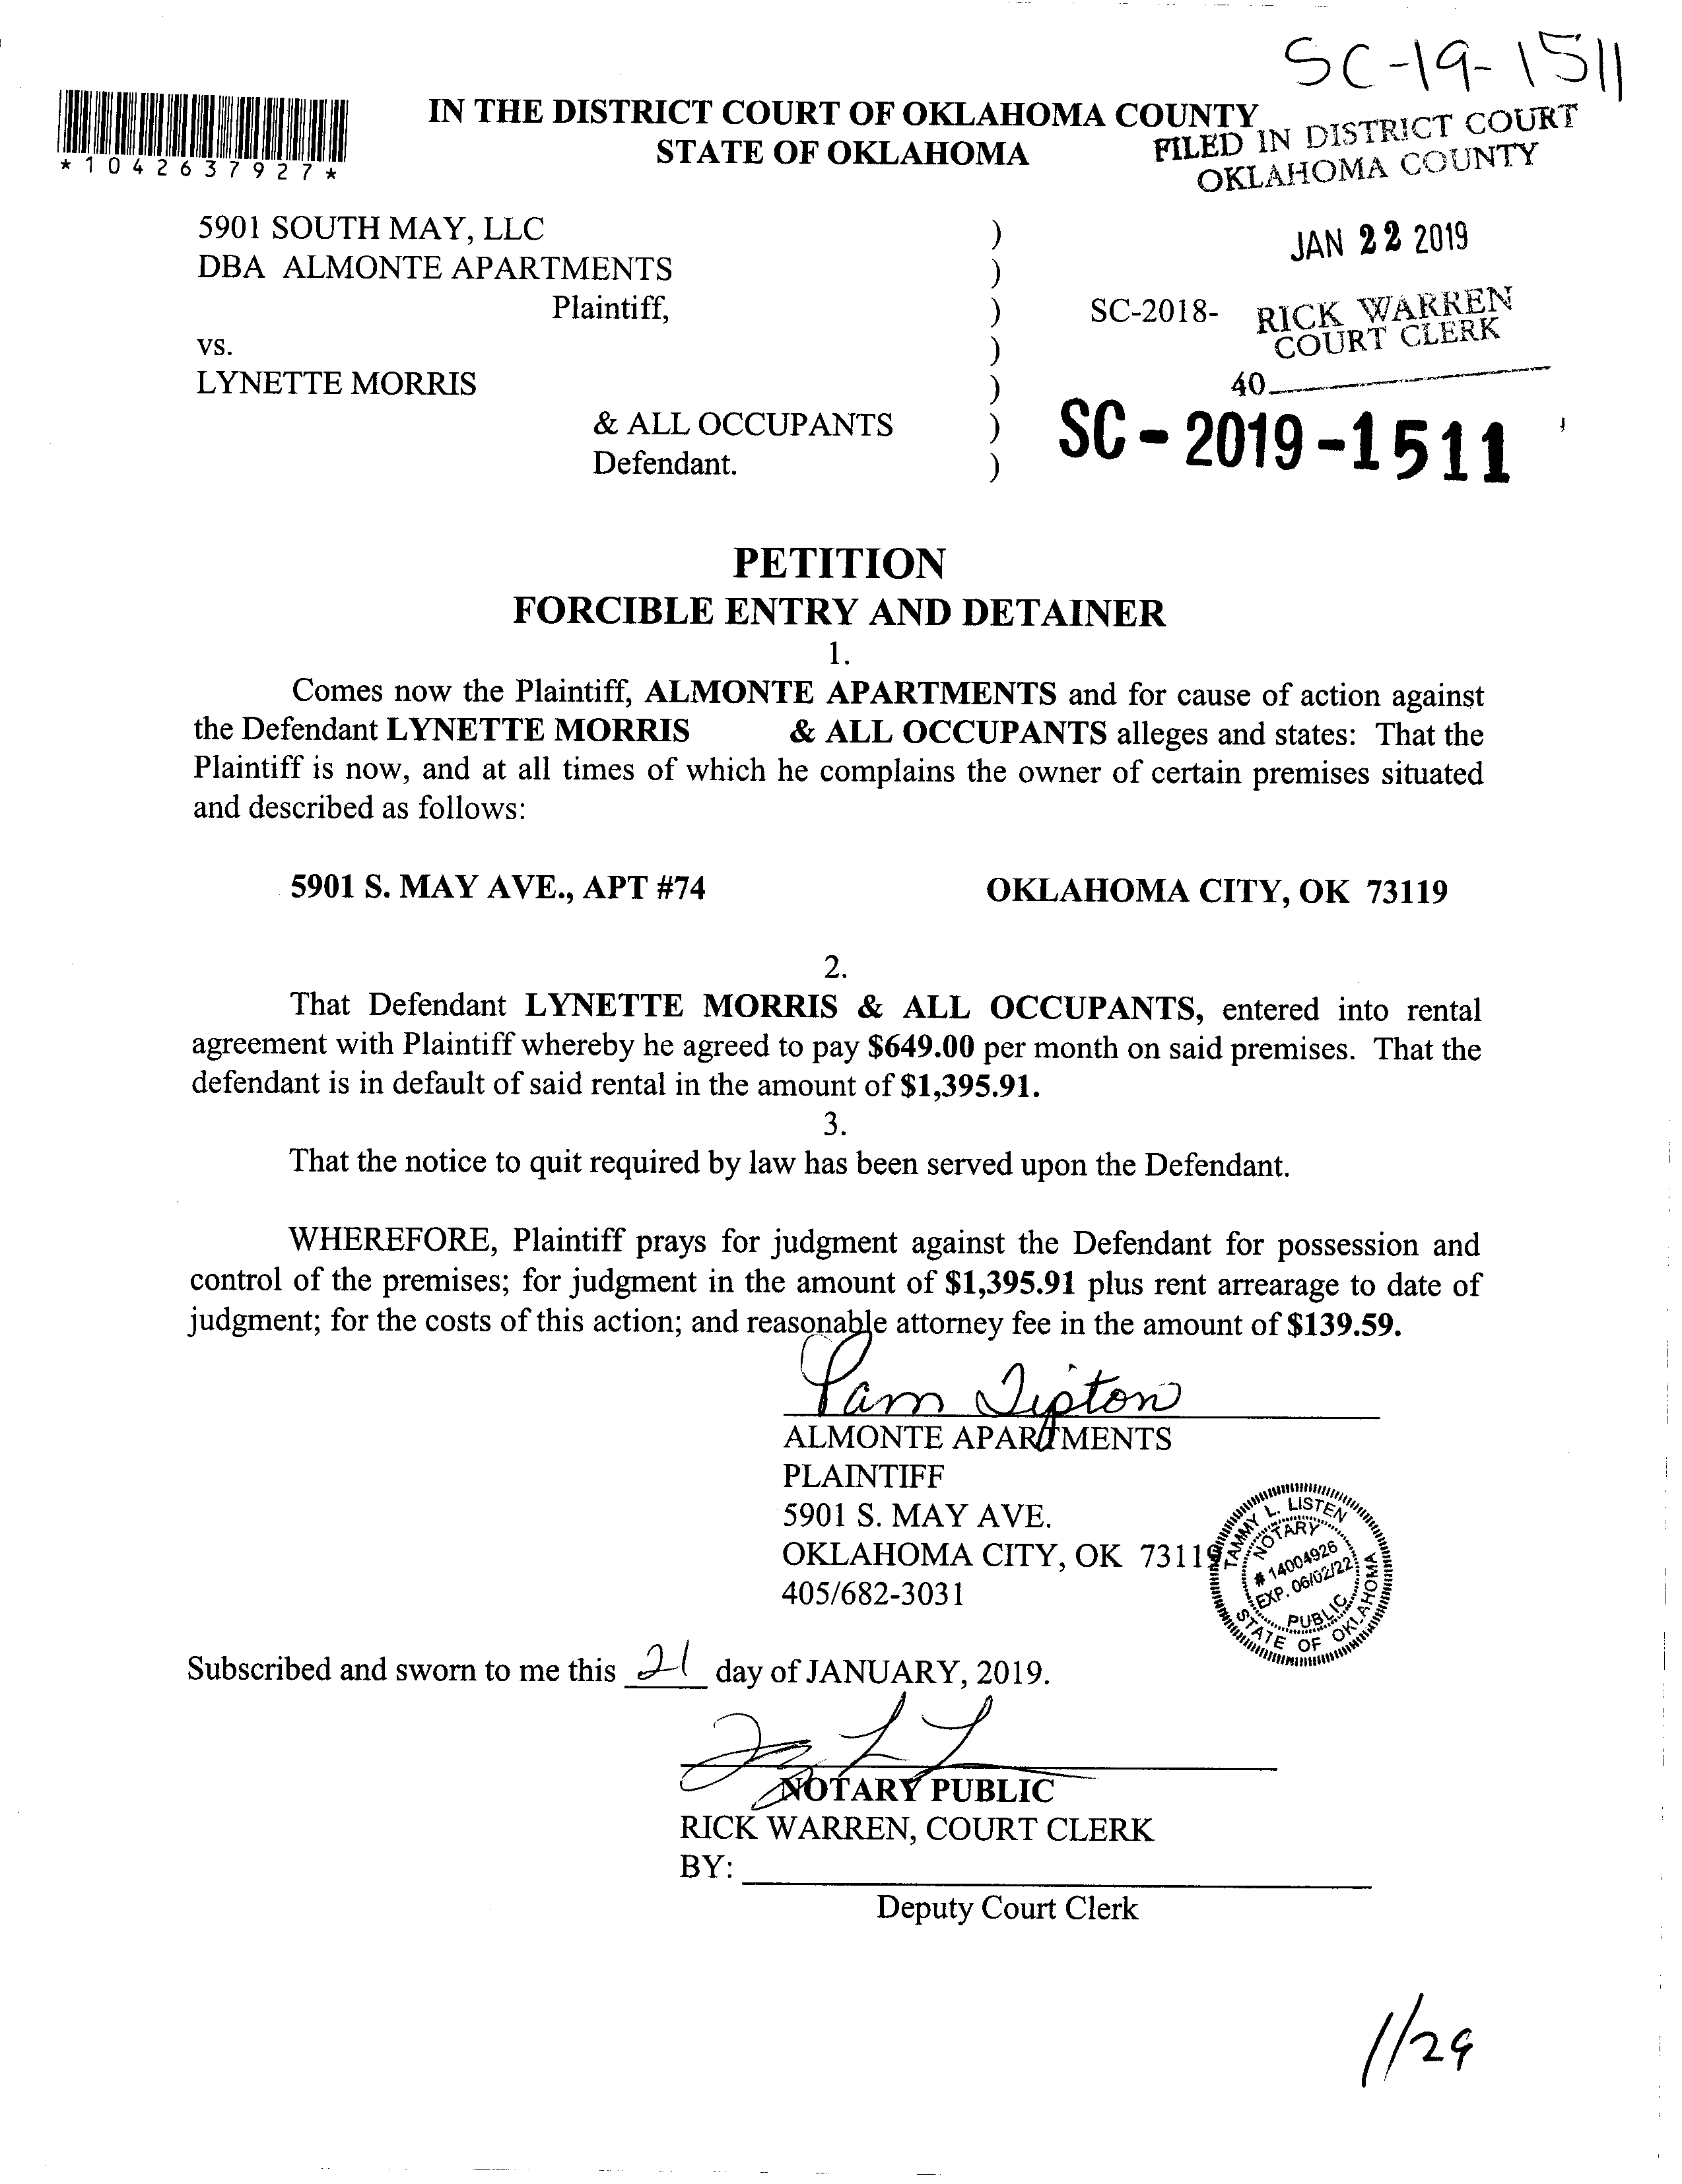 SC-19-1511
*1042637927*
IN THE DISTRICT COURT OF OKLAHOMA COUNTY
STATE OF OKLAHOMA
FILED IN DISTRICT COURT
OKLAHOMA COUNTY
JAN 22 2019
RICK WARREN
COURT CLERK
40
5901 SOUTH MAY, LLC )
DBA ALMONTE APARTMENTS )
Plaintiff, ) SC-2018-
vs. )
LYNETTE MORRIS )
& ALL OCCUPANTS )
Defendant. )
SC-2019-1511
PETITION
FORCIBLE ENTRY AND DETAINER
1.
Comes now the Plaintiff, ALMONTE APARTMENTS and for cause of action against
the Defendant LYNETTE MORRIS & ALL OCCUPANTS alleges and states: That the
Plaintiff is now, and at all times of which he complains the owner of certain premises situated
and described as follows:
5901 S. MAY AVE., APT #74 OKLAHOMA CITY, OK 73119
2.
That Defendant LYNETTE MORRIS & ALL OCCUPANTS, entered into rental
agreement with Plaintiff whereby he agreed to pay $649.00 per month on said premises. That the
defendant is in default of said rental in the amount of $1,395.91.
3.
That the notice to quit required by law has been served upon the Defendant.
WHEREFORE, Plaintiff prays for judgment against the Defendant for possession and
control of the premises; for judgment in the amount of $1,395.91 plus rent arrearage to date of
judgment; for the costs of this action; and reasonable attorney fee in the amount of $139.59.
Pam Tipton
ALMONTE APARTMENTS
PLAINTIFF
5901 S. MAY AVE.
OKLAHOMA CITY, OK 73119
405/682-3031
TAMMY L. LISTEN
NOTARY
# 14004926
EXP. 06/02/22
PUBLIC
STATE OF OKLAHOMA
Subscribed and sworn to me this 21 day of JANUARY, 2019.
NOTARY PUBLIC
RICK WARREN, COURT CLERK
BY:
Deputy Court Clerk
1/29